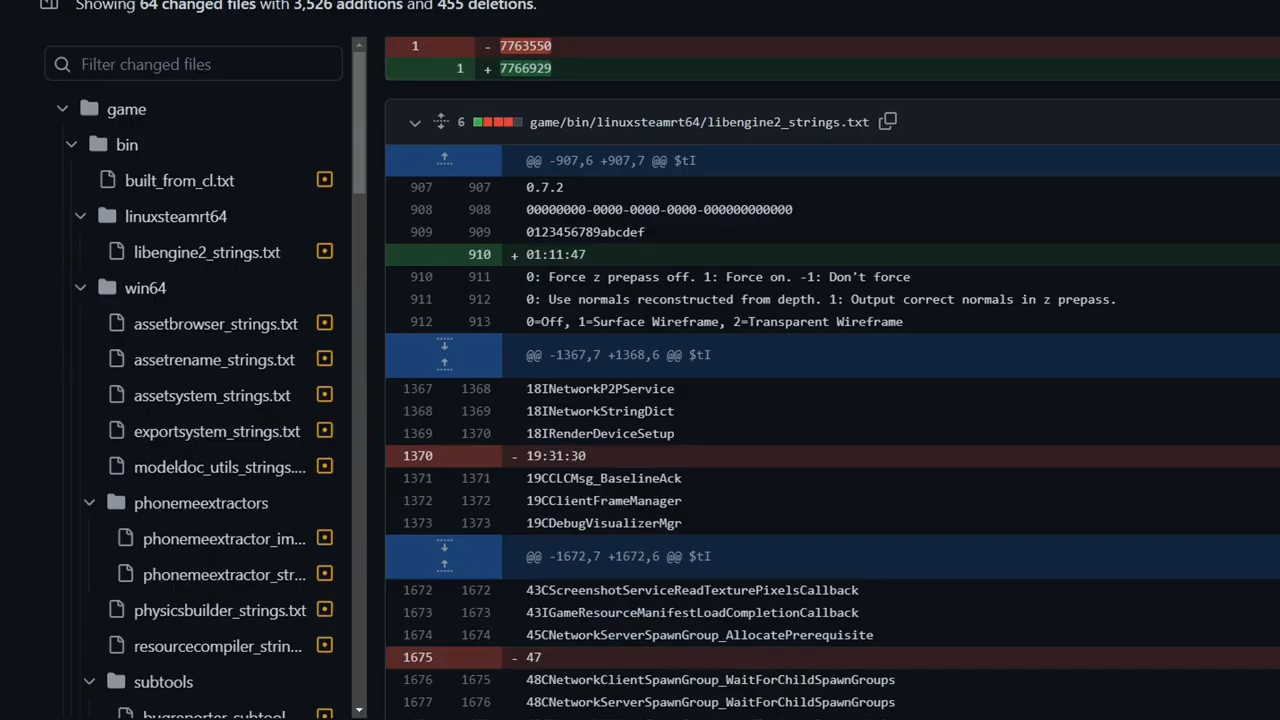 Showing 64 changed files with 3,526 additions and 455 deletions.
Filter changed files
game
bin
built_from_cl.txt
linuxsteamrt64
libengine2_strings.txt
win64
assetbrowser_strings.txt
assetrename_strings.txt
assetsystem_strings.txt
exportsystem_strings.txt
modeldoc_utils_strings....
phonemeextractors
phonemeextractor_im...
phonemeextractor_str...
physicsbuilder_strings.txt
resourcecompiler_strin...
subtools
bugreporter_subtool
1 - 7763550
1 + 7766929
6 game/bin/linuxsteamrt64/libengine2_strings.txt
@@ -907,6 +907,7 @@ $tI
907 907 0.7.2
908 908 00000000-0000-0000-0000-000000000000
909 909 0123456789abcdef
910 + 01:11:47
910 911 0: Force z prepass off. 1: Force on. -1: Don't force
911 912 0: Use normals reconstructed from depth. 1: Output correct normals in z prepass.
912 913 0=Off, 1=Surface Wireframe, 2=Transparent Wireframe
@@ -1367,7 +1368,6 @@ $tI
1367 1368 18INetworkP2PService
1368 1369 18INetworkStringDict
1369 1370 18IRenderDeviceSetup
1370 - 19:31:30
1371 1371 19CCLCMsg_BaselineAck
1372 1372 19CClientFrameManager
1373 1373 19CDebugVisualizerMgr
@@ -1672,7 +1672,6 @@ $tI
1672 1672 43CScreenshotServiceReadTexturePixelsCallback
1673 1673 43IGameResourceManifestLoadCompletionCallback
1674 1674 45CNetworkServerSpawnGroup_AllocatePrerequisite
1675 - 47
1676 1675 48CNetworkClientSpawnGroup_WaitForChildSpawnGroups
1677 1676 48CNetworkServerSpawnGroup_WaitForChildSpawnGroups